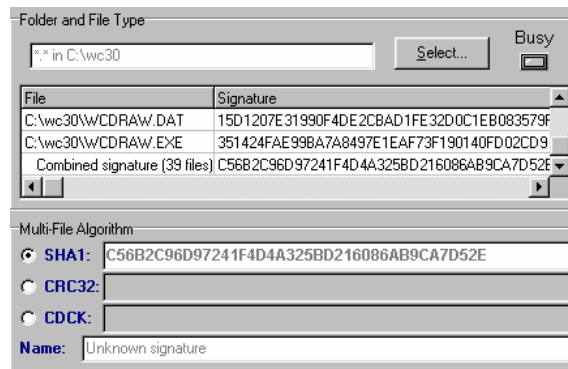 Folder and File Type
*.* in C:\wc30
Select...
Busy
File Signature
C:\wc30\WCDRAW.DAT 15D1207E31990F4DE2CBAD1FE32D0C1EB083579F
C:\wc30\WCDRAW.EXE 351424FAE99BA7A8497E1EAF73F190140FD02CD9
Combined signature (39 files) C56B2C96D97241F4D4A325BD216086AB9CA7D52E
Multi-File Algorithm
SHA1: C56B2C96D97241F4D4A325BD216086AB9CA7D52E
CRC32:
CDCK:
Name: Unknown signature